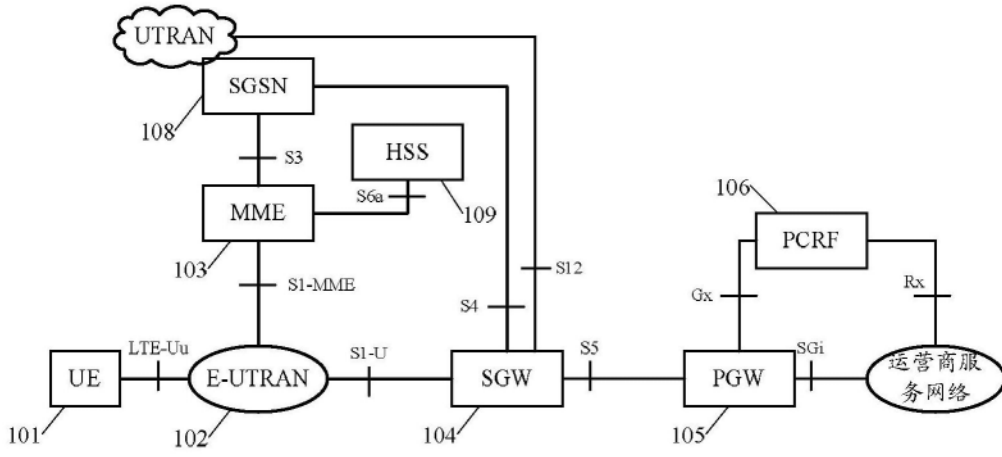 UTRAN
SGSN
108
S3
HSS
S6a
109
MME
103
S1-MME
S12
S4
106
PCRF
Gx
Rx
LTE-Uu
S1-U
S5
SGi
UE
E-UTRAN
SGW
PGW
运营商服
务网络
101
102
104
105